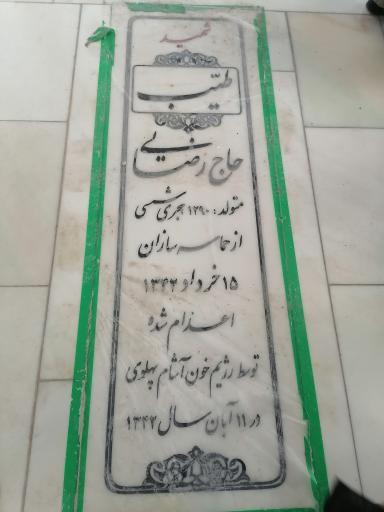 شهید
طیّب
حاج رضایی
متولد: ۱۲۹۰ هجری شمسی
از حماسه سازان
۱۵ خرداد ۱۳۴۲
اعدام شده
توسط رژیم خون آشام پهلوی
در ۱۱ آبان سال ۱۳۴۲